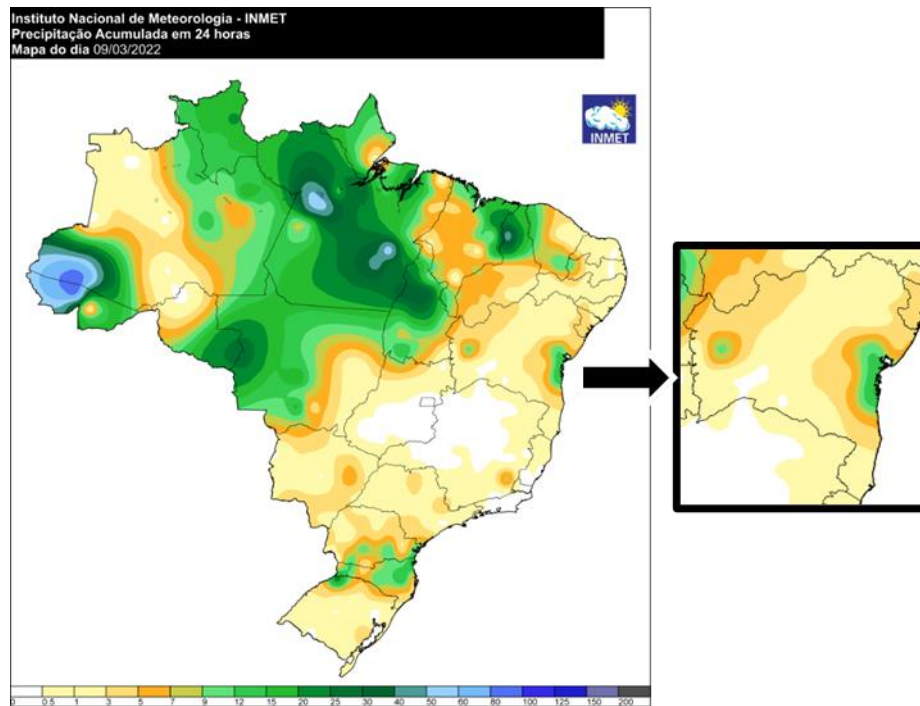 Instituto Nacional de Meteorologia - INMET
Precipitação Acumulada em 24 horas
Mapa do dia 09/03/2022
INMET
0 0.5 1 3 5 7 9 12 15 20 25 30 40 50 60 80 100 125 150 200